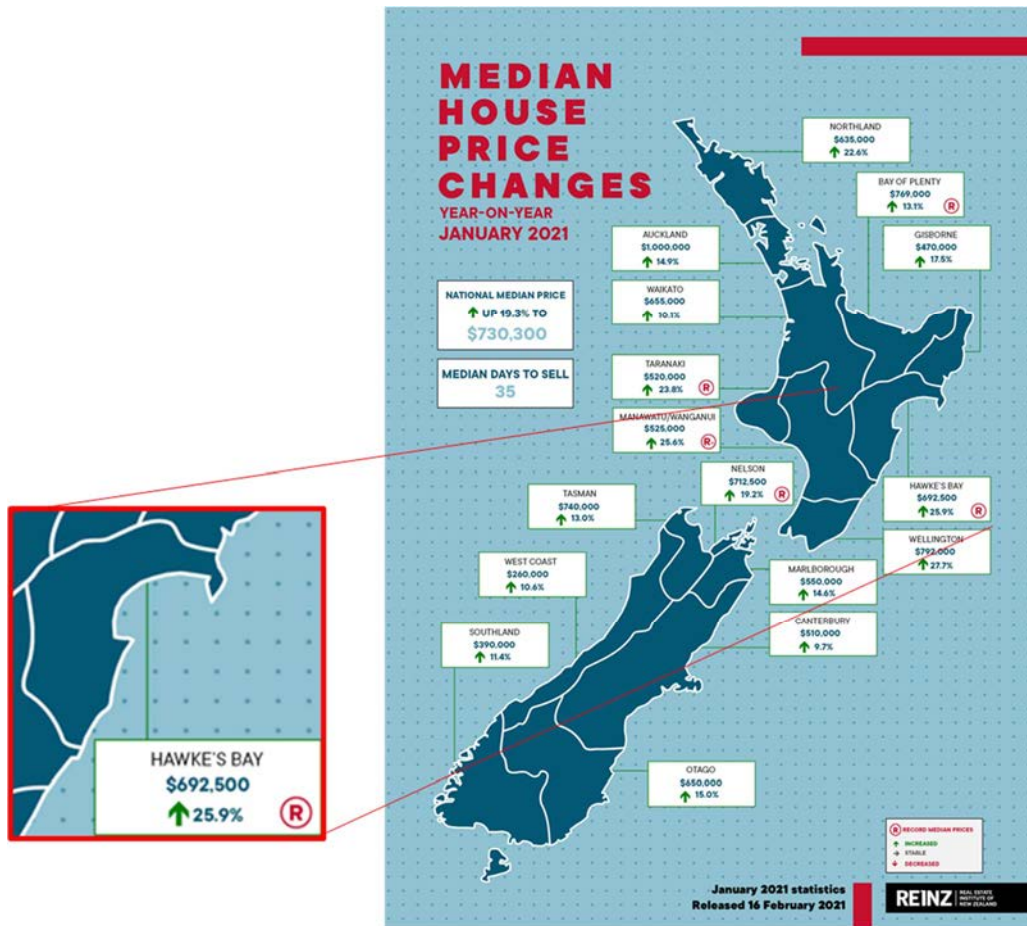 MEDIAN
HOUSE
PRICE
CHANGES
YEAR-ON-YEAR
JANUARY 2021
NATIONAL MEDIAN PRICE
UP 19.3% TO
$730,300
MEDIAN DAYS TO SELL
35
NORTHLAND
$635,000
22.6%
BAY OF PLENTY
$769,000
13.1% R
GISBORNE
$470,000
17.5%
AUCKLAND
$1,000,000
14.9%
WAIKATO
$655,000
10.1%
TARANAKI
$520,000
23.8% R
MANAWATU/WANGANUI
$525,000
25.6% R
NELSON
$712,500
19.2% R
HAWKE'S BAY
$692,500
25.9% R
TASMAN
$740,000
13.0%
WELLINGTON
$792,000
27.7%
WEST COAST
$260,000
10.6%
MARLBOROUGH
$550,000
14.6%
CANTERBURY
$510,000
9.7%
SOUTHLAND
$390,000
11.4%
OTAGO
$650,000
15.0%
HAWKE'S BAY
$692,500
25.9% R
R RECORD MEDIAN PRICES
INCREASED
STABLE
DECREASED
January 2021 statistics
Released 16 February 2021
REINZ
REAL ESTATE
INSTITUTE OF
NEW ZEALAND